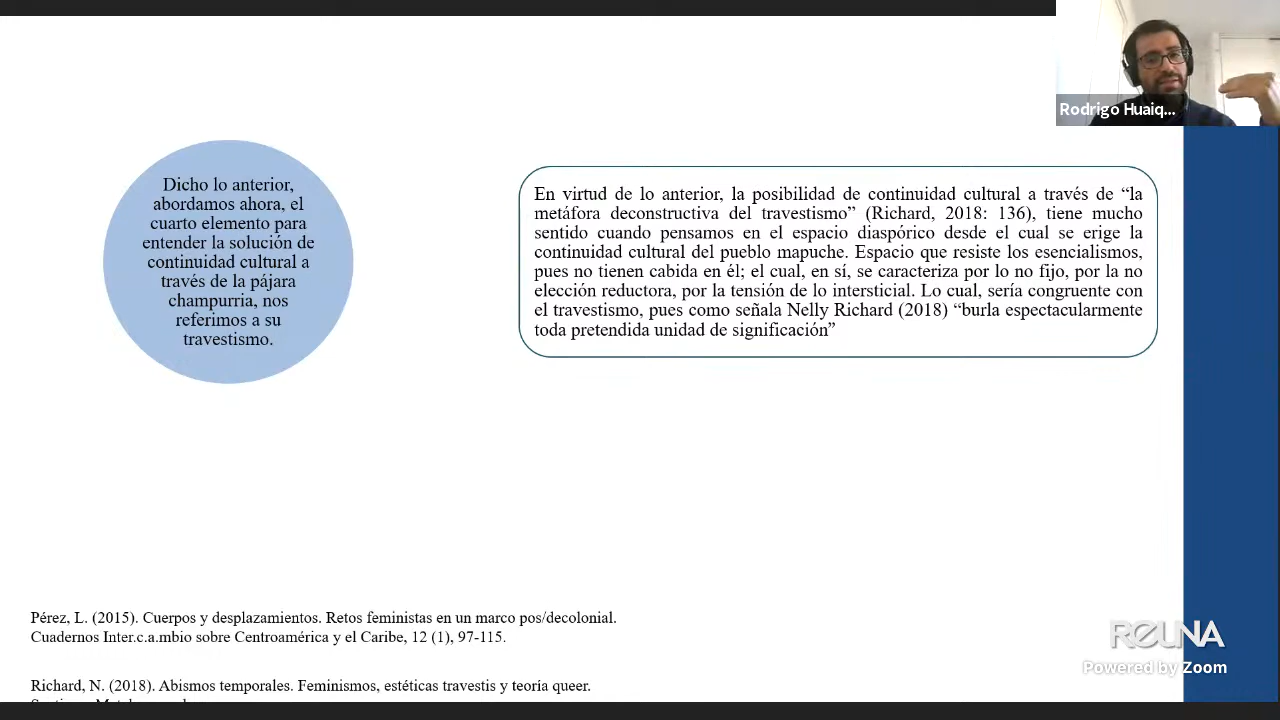 Rodrigo Huaiq...
Dicho lo anterior,
abordamos ahora, el
cuarto elemento para
entender la solución de
continuidad cultural a
través de la pájara
champurria, nos
referimos a su
travestismo.
En virtud de lo anterior, la posibilidad de continuidad cultural a través de “la
metáfora deconstructiva del travestismo” (Richard, 2018: 136), tiene mucho
sentido cuando pensamos en el espacio diaspórico desde el cual se erige la
continuidad cultural del pueblo mapuche. Espacio que resiste los esencialismos,
pues no tienen cabida en él; el cual, en sí, se caracteriza por lo no fijo, por la no
elección reductora, por la tensión de lo intersticial. Lo cual, sería congruente con
el travestismo, pues como señala Nelly Richard (2018) “burla espectacularmente
toda pretendida unidad de significación”
Pérez, L. (2015). Cuerpos y desplazamientos. Retos feministas en un marco pos/decolonial.
Cuadernos Inter.c.a.mbio sobre Centroamérica y el Caribe, 12 (1), 97-115.
Richard, N. (2018). Abismos temporales. Feminismos, estéticas travestis y teoría queer.
REUNA
Powered by Zoom